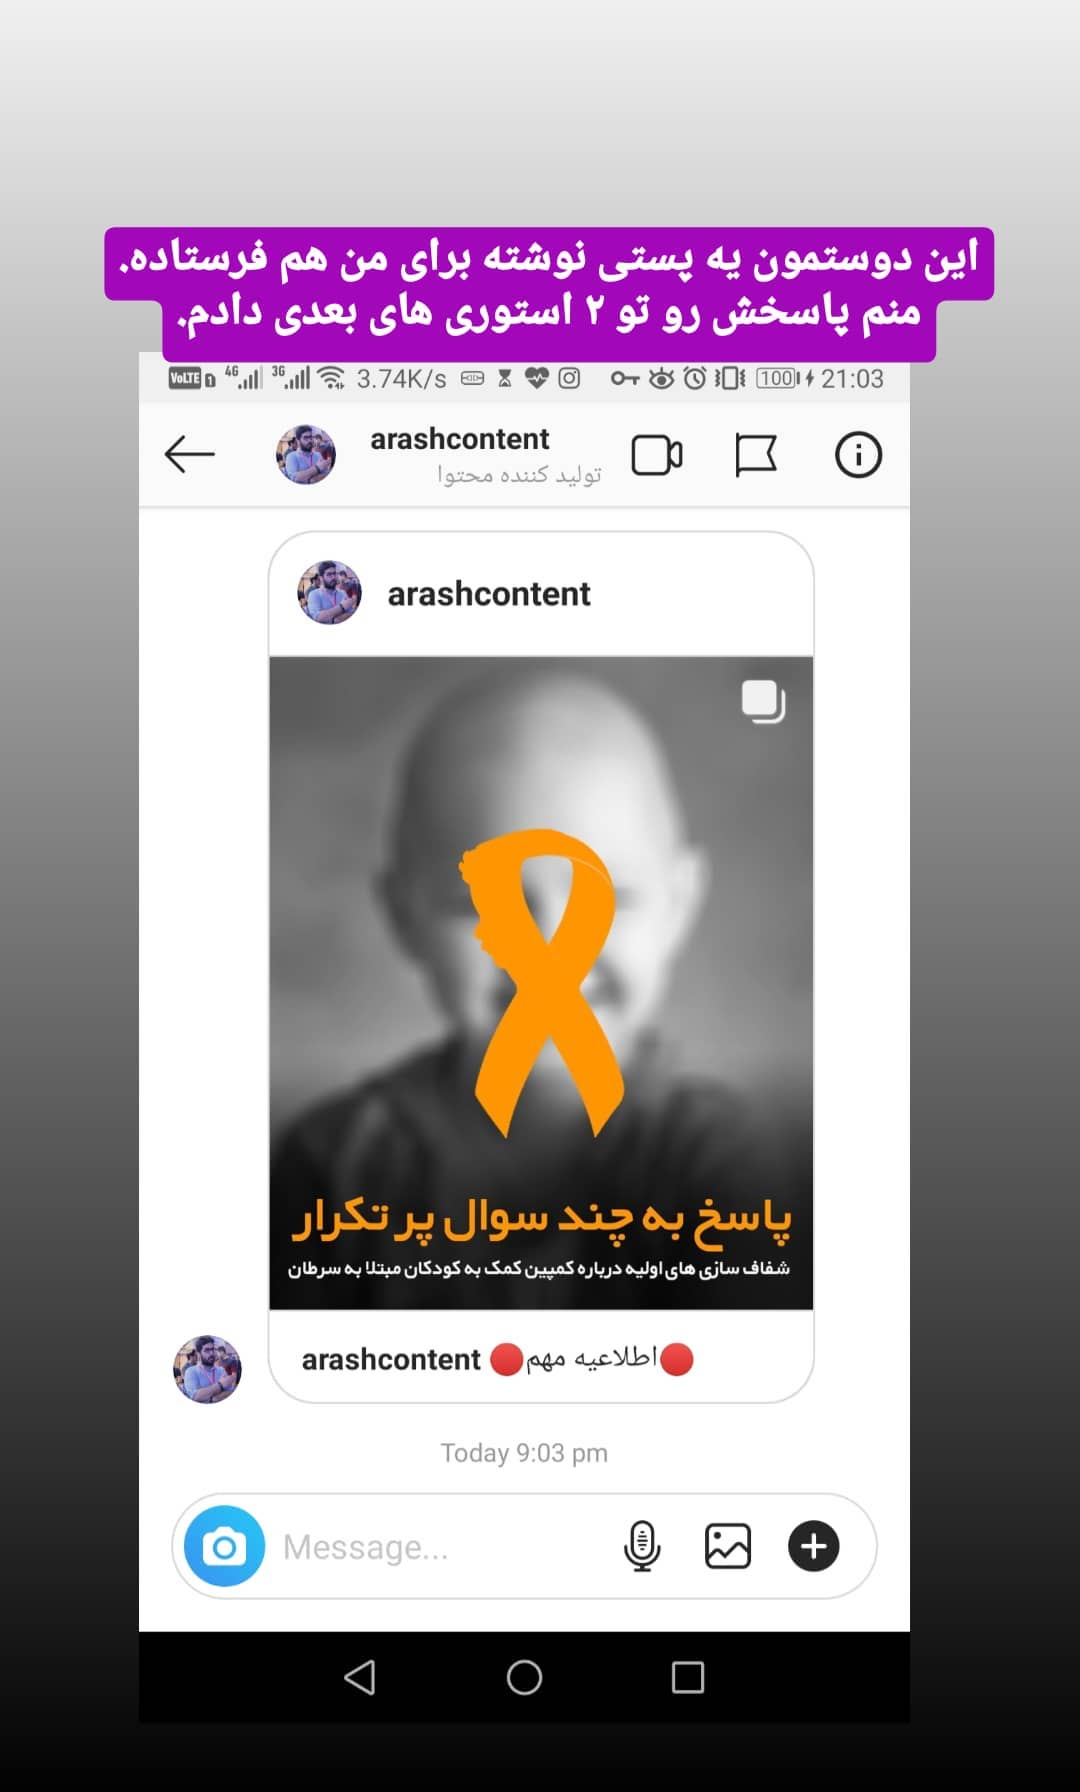 این دوستمون یه پستی نوشته برای من هم فرستاده.
منم پاسخش رو تو ۲ استوری های بعدی دادم.
VoLTE 1 4G 3G 3.74K/s 100 21:03
arashcontent
تولید کننده محتوا
arashcontent
پاسخ به چند سوال پر تکرار
شفاف سازی های اولیه درباره کمپین کمک به کودکان مبتلا به سرطان
arashcontent 🔴اطلاعیه مهم🔴
Today 9:03 pm
Message...